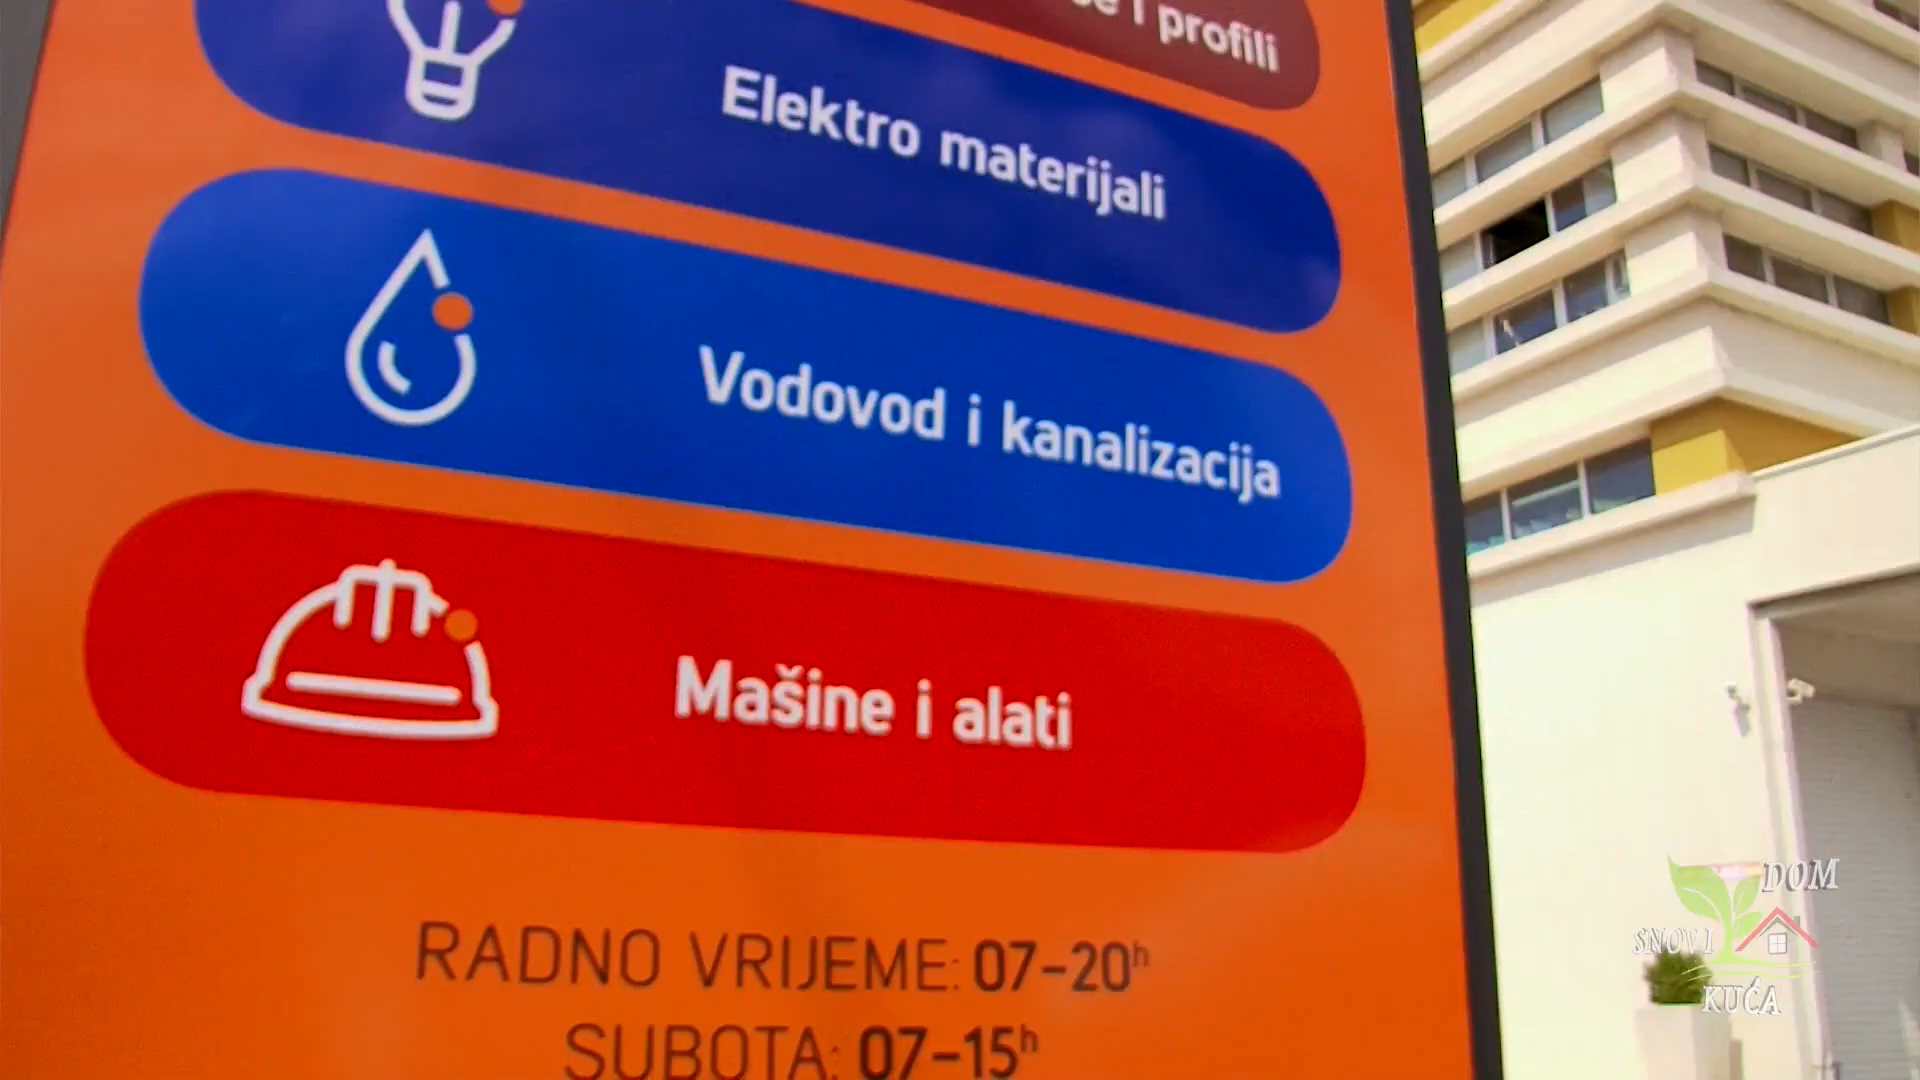 i profili
Elektro materijali
Vodovod i kanalizacija
Mašine i alati
RADNO VRIJEME: 07-20h
SUBOTA: 07-15h
DOM
SNOVI
KUĆA